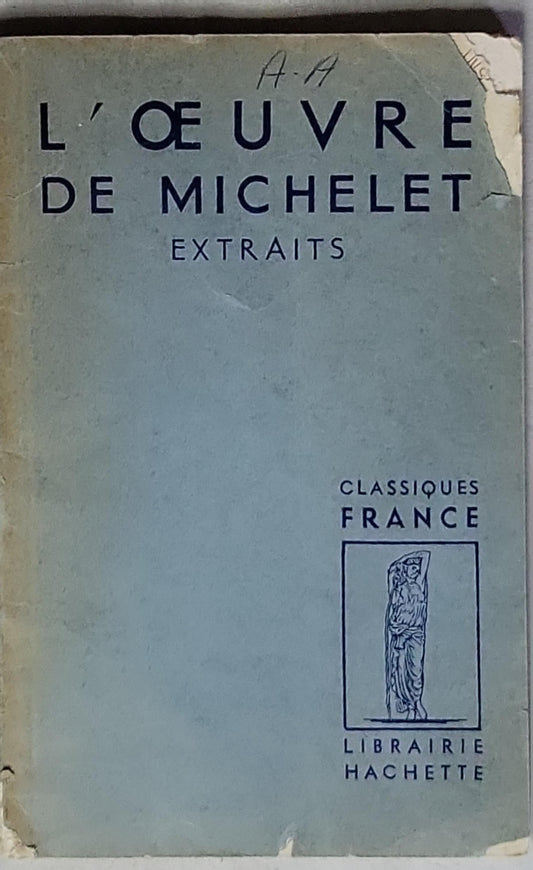 A-A
L'ŒUVRE
DE MICHELET
EXTRAITS
CLASSIQUES
FRANCE
LIBRAIRIE
HACHETTE